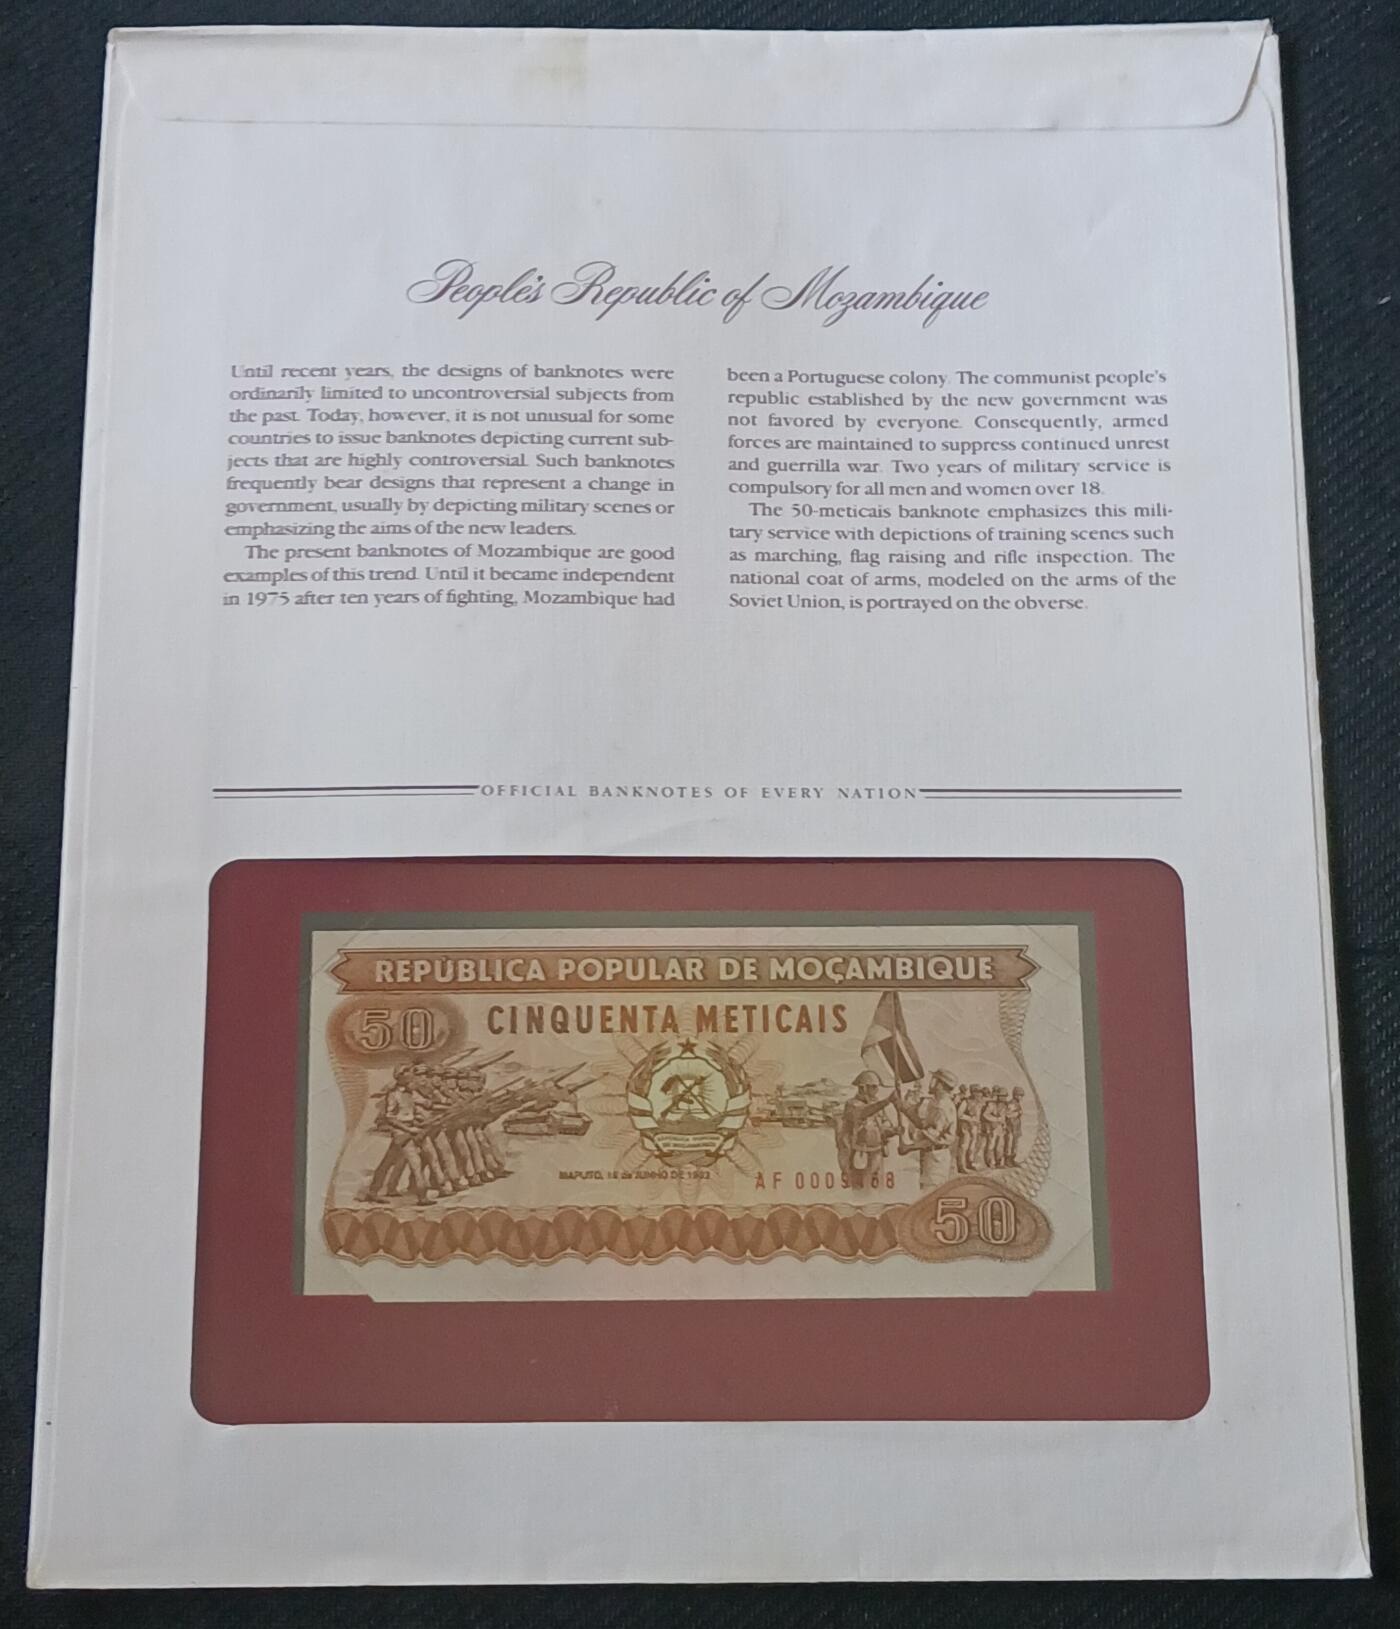 People's Republic of Mozambique
Until recent years, the designs of banknotes were
ordinarily limited to uncontroversial subjects from
the past. Today, however, it is not unusual for some
countries to issue banknotes depicting current sub-
jects that are highly controversial. Such banknotes
frequently bear designs that represent a change in
government, usually by depicting military scenes or
emphasizing the aims of the new leaders.
The present banknotes of Mozambique are good
examples of this trend. Until it became independent
in 1975 after ten years of fighting, Mozambique had
been a Portuguese colony. The communist people's
republic established by the new government was
not favored by everyone. Consequently, armed
forces are maintained to suppress continued unrest
and guerrilla war. Two years of military service is
compulsory for all men and women over 18.
The 50-meticais banknote emphasizes this mili-
tary service with depictions of training scenes such
as marching, flag raising and rifle inspection. The
national coat of arms, modeled on the arms of the
Soviet Union, is portrayed on the obverse.
OFFICIAL BANKNOTES OF EVERY NATION
REPÚBLICA POPULAR DE MOÇAMBIQUE
50 CINQUENTA METICAIS
MAPUTO, 16 de JUNHO DE
AF
50